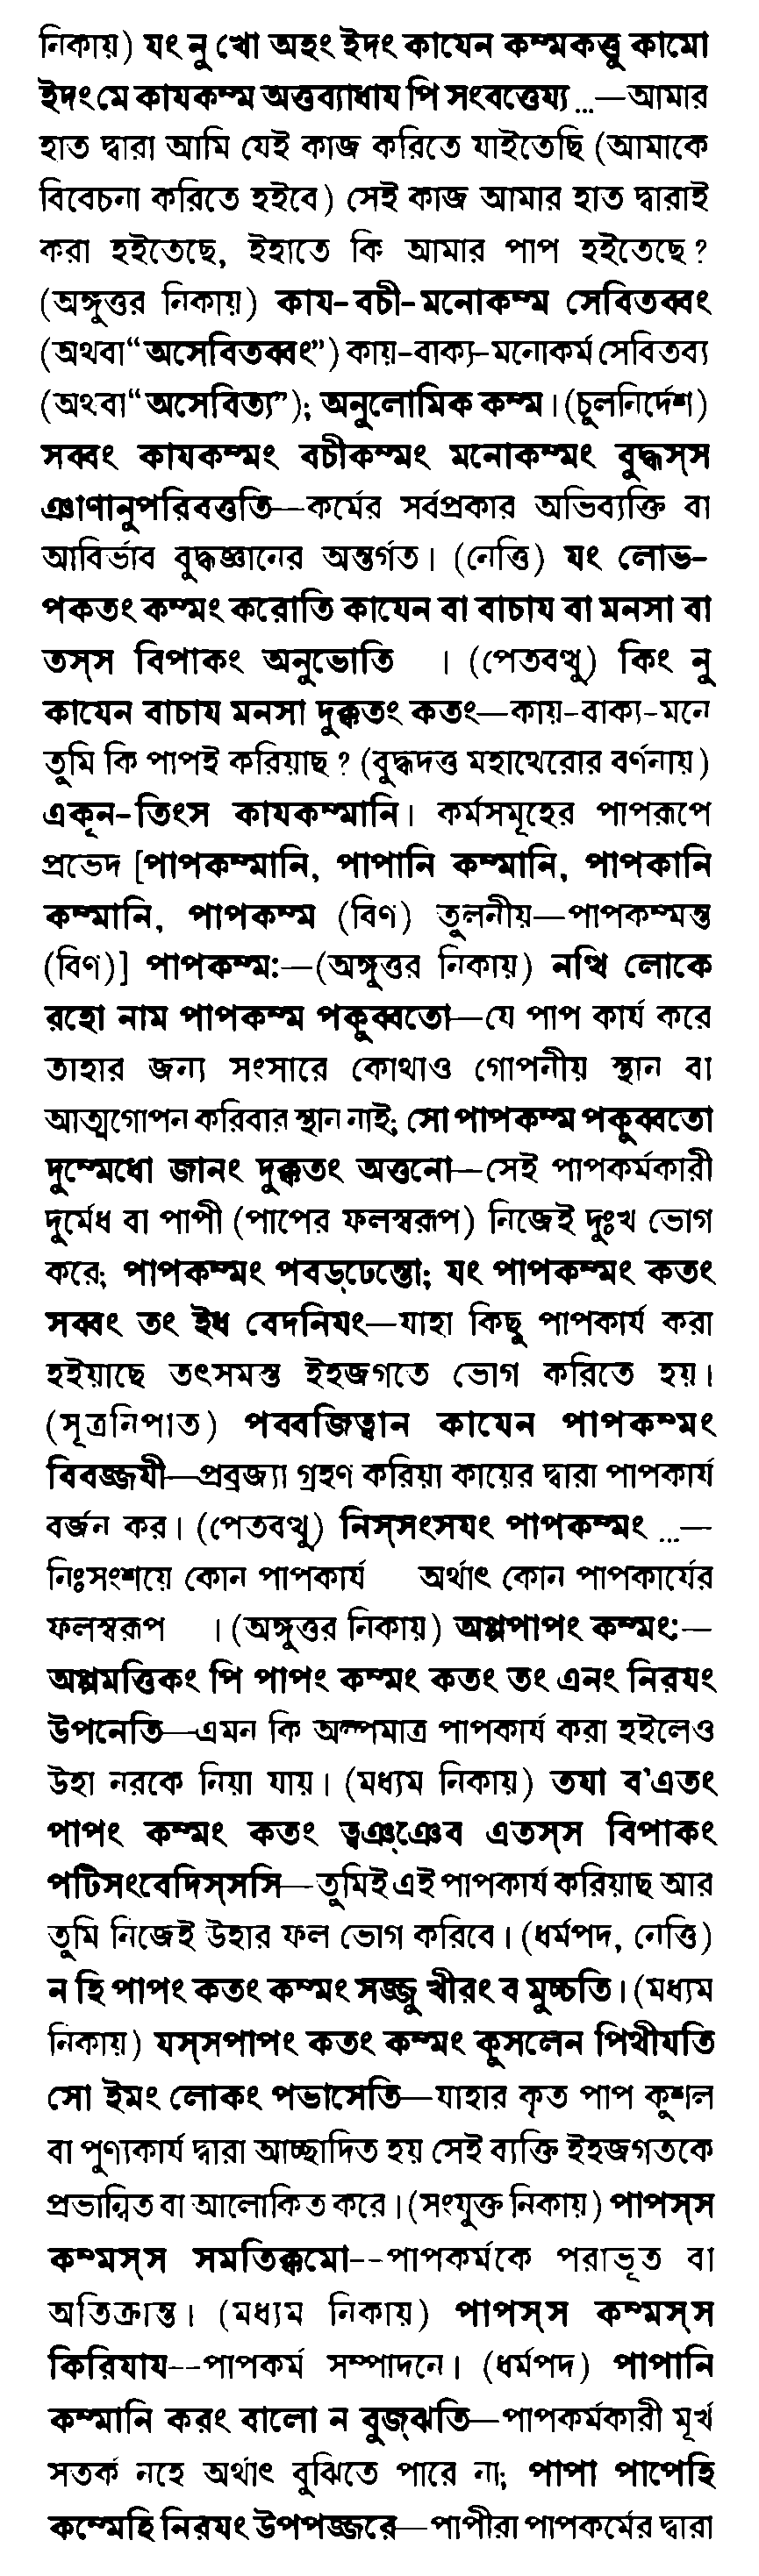 নিকায়) যং নু খো অহং ইদং কাযেন কম্মকত্তু কামো
ইদং মে কাযকম্ম অত্তব্যাধায পি সংবত্তেয্য ...—আমার
হাত দ্বারা আমি যেই কাজ করিতে যাইতেছি (আমাকে
বিবেচনা করিতে হইবে) সেই কাজ আমার হাত দ্বারাই
করা হইতেছে, ইহাতে কি আমার পাপ হইতেছে?
(অঙ্গুত্তর নিকায়) কায-বচী-মনোকম্ম সেবিতব্বং
(অথবা “অসেবিতব্বং”) কায়-বাক্য-মনোকর্ম সেবিতব্য
(অথবা “অসেবিত্য”); অনুলোমিক কম্ম। (চূলনির্দেশ)
সব্বং কাযকম্মং বচীকম্মং মনোকম্মং বুদ্ধস্স
ঞাণানুপরিবত্ততি—কর্মের সর্বপ্রকার অভিব্যক্তি বা
আবির্ভাব বুদ্ধজ্ঞানের অন্তর্গত। (নেত্তি) যং লোভ-
পকতং কম্মং করোতি কাযেন বা বাচায বা মনসা বা
তস্স বিপাকং অনুভোতি । (পেতবত্থু) কিং নু
কাযেন বাচায মনসা দুক্কতং কতং—কায়-বাক্য-মনে
তুমি কি পাপই করিয়াছ? (বুদ্ধদত্ত মহাথেরোর বর্ণনায়)
একূন-তিংস কাযকম্মানি। কর্মসমূহের পাপরূপে
প্রভেদ [পাপকম্মানি, পাপানি কম্মানি, পাপকানি
কম্মানি, পাপকম্ম (বিণ) তুলনীয়—পাপকম্মন্ত
(বিণ)] পাপকম্ম:—(অঙ্গুত্তর নিকায়) নত্থি লোকে
রহো নাম পাপকম্ম পকুব্বতো—যে পাপ কার্য করে
তাহার জন্য সংসারে কোথাও গোপনীয় স্থান বা
আত্মগোপন করিবার স্থান নাই; সো পাপকম্ম পকুব্বতো
দুম্মেধো জানং দুক্কতং অত্তনো—সেই পাপকর্মকারী
দুর্মেধ বা পাপী (পাপের ফলস্বরূপ) নিজেই দুঃখ ভোগ
করে; পাপকম্মং পবড্ঢেন্তো; যং পাপকম্মং কতং
সব্বং তং ইধ বেদনিযং—যাহা কিছু পাপকার্য করা
হইয়াছে তৎসমস্ত ইহজগতে ভোগ করিতে হয়।
(সূত্রনিপাত) পব্বজিত্বান কাযেন পাপকম্মং
বিবজ্জযী—প্রব্রজ্যা গ্রহণ করিয়া কায়ের দ্বারা পাপকার্য
বর্জন কর। (পেতবত্থু) নিস্সংসযং পাপকম্মং ...—
নিঃসংশয়ে কোন পাপকার্য অর্থাৎ কোন পাপকার্যের
ফলস্বরূপ । (অঙ্গুত্তর নিকায়) অপ্পপাপং কম্মং:—
অপ্পমত্তিকং পি পাপং কম্মং কতং তং এনং নিরযং
উপনেতি—এমন কি অল্পমাত্র পাপকার্য করা হইলেও
উহা নরকে নিয়া যায়। (মধ্যম নিকায়) তযা ব'এতং
পাপং কম্মং কতং ত্বঞ্ঞেব এতস্স বিপাকং
পটিসংবেদিস্সসি—তুমিই এই পাপকার্য করিয়াছ আর
তুমি নিজেই উহার ফল ভোগ করিবে। (ধর্মপদ, নেত্তি)
ন হি পাপং কতং কম্মং সজ্জু খীরং ব মুচ্চতি। (মধ্যম
নিকায়) যস্সপাপং কতং কম্মং কুসলেন পিথীযতি
সো ইমং লোকং পভাসেতি—যাহার কৃত পাপ কুশল
বা পুণ্যকার্য দ্বারা আচ্ছাদিত হয় সেই ব্যক্তি ইহজগতকে
প্রভান্বিত বা আলোকিত করে। (সংযুক্ত নিকায়) পাপস্স
কম্মস্স সমতিক্কমো--পাপকর্মকে পরাভূত বা
অতিক্রান্ত। (মধ্যম নিকায়) পাপস্স কম্মস্স
কিরিযায--পাপকর্ম সম্পাদনে। (ধর্মপদ) পাপানি
কম্মানি করং বালো ন বুজ্ঝতি—পাপকর্মকারী মূর্খ
সতর্ক নহে অর্থাৎ বুঝিতে পারে না; পাপা পাপেহি
কম্মেহি নিরযং উপপজ্জরে—পাপীরা পাপকর্মের দ্বারা